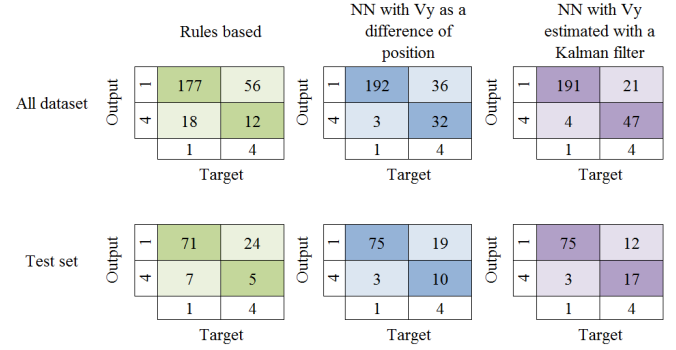 Rules based
NN with Vy as a
difference of
position
NN with Vy
estimated with a
Kalman filter
All dataset
Output
1
177
56
4
18
12
1
4
Target
Output
192
36
3
32
1
4
Target
Output
1
191
21
4
4
47
1
4
Target
Test set
Output
1
71
24
4
7
5
1
4
Target
Output
75
19
3
10
1
4
Target
Output
1
75
12
4
3
17
1
4
Target